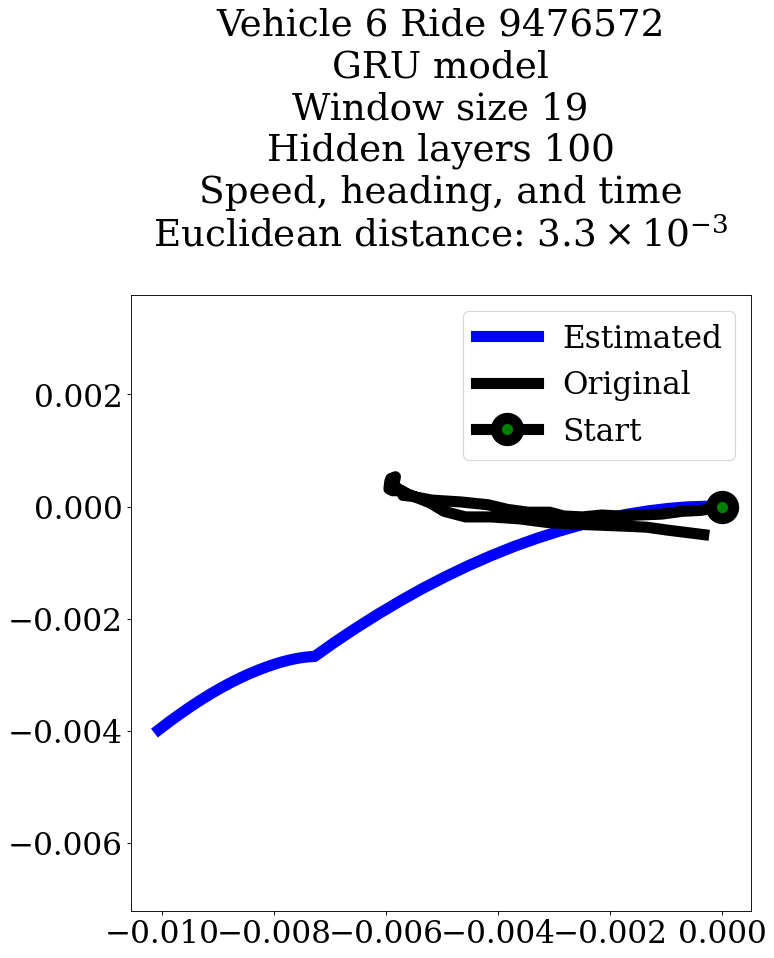 Vehicle 6 Ride 9476572
GRU model
Window size 19
Hidden layers 100
Speed, heading, and time
Euclidean distance: 3.3 × 10⁻³
Estimated
Original
Start
0.002
0.000
−0.002
−0.004
−0.006
−0.010 −0.008 −0.006 −0.004 −0.002 0.000